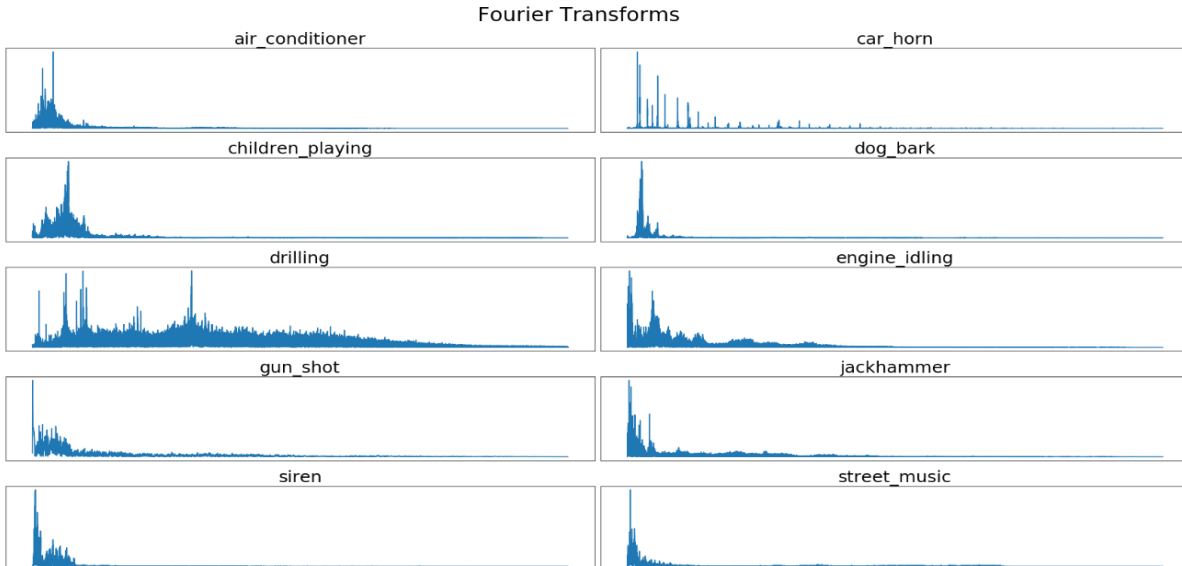 Fourier Transforms
air_conditioner
car_horn
children_playing
dog_bark
drilling
engine_idling
gun_shot
jackhammer
siren
street_music